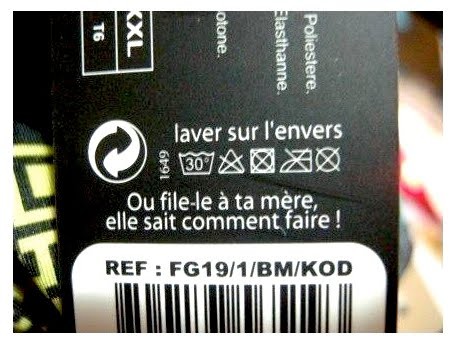 XXL
T6
otone.
Elasthanne.
Poliestere.
laver sur l'envers
1649
30°
Ou file-le à ta mère,
elle sait comment faire !
REF : FG19/1/BM/KOD